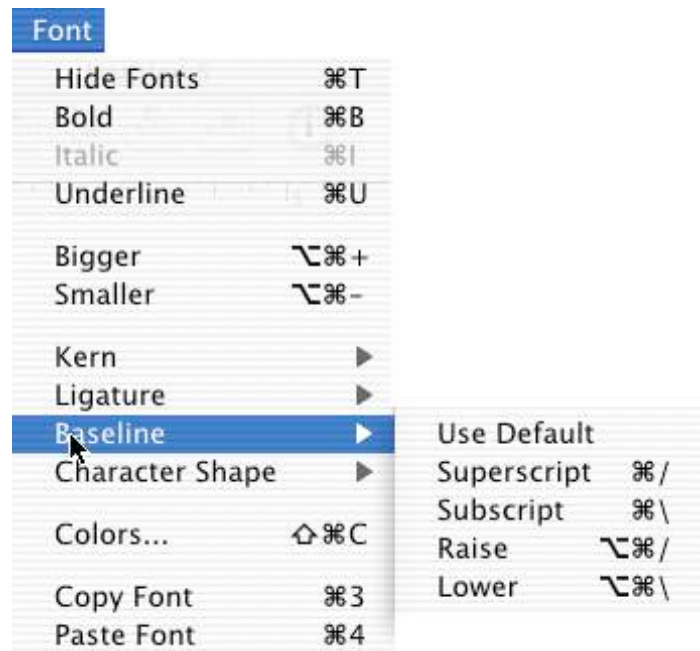 Font
Hide Fonts ⌘T
Bold ⌘B
Italic ⌘I
Underline ⌘U
Bigger ⌥⌘+
Smaller ⌥⌘-
Kern ▶
Ligature ▶
Baseline ▶
Character Shape ▶
Colors... ⇧⌘C
Copy Font ⌘3
Paste Font ⌘4
Use Default
Superscript ⌘/
Subscript ⌘\
Raise ⌥⌘/
Lower ⌥⌘\